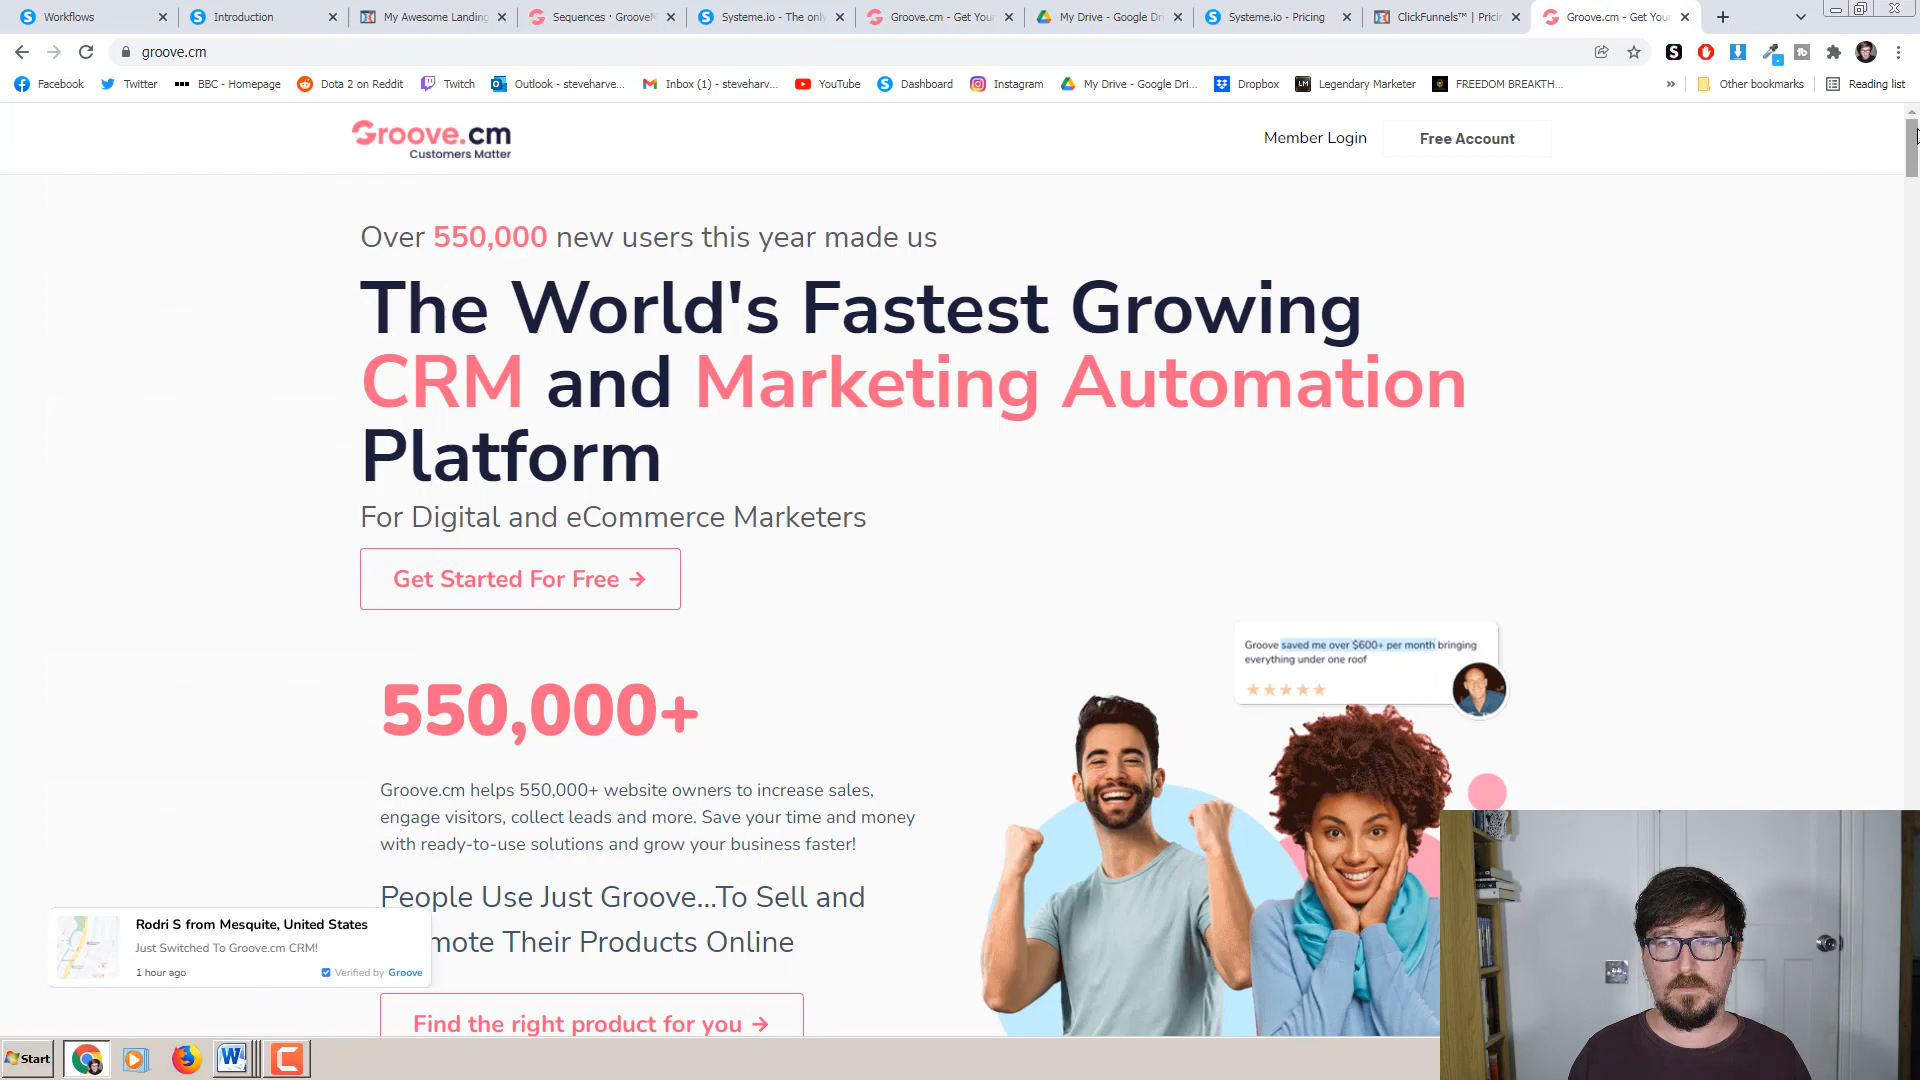 Workflows
Introduction
My Awesome Landing
Sequences · GrooveM
Systeme.io - The only
Groove.cm - Get Your
My Drive - Google Dri
Systeme.io - Pricing
ClickFunnels™ | Prici
Groove.cm - Get Your
groove.cm
Facebook
Twitter
BBC - Homepage
Dota 2 on Reddit
Twitch
Outlook - steveharve...
Inbox (1) - steveharv...
YouTube
Dashboard
Instagram
My Drive - Google Dri...
Dropbox
LM
Legendary Marketer
FREEDOM BREAKTH...
»
Other bookmarks
Reading list
Groove.cm
Customers Matter
Member Login
Free Account
Over 550,000 new users this year made us
The World's Fastest Growing
CRM and Marketing Automation
Platform
For Digital and eCommerce Marketers
Get Started For Free →
Groove saved me over $600+ per month bringing
everything under one roof
550,000+
Groove.cm helps 550,000+ website owners to increase sales,
engage visitors, collect leads and more. Save your time and money
with ready-to-use solutions and grow your business faster!
People Use Just Groove...To Sell and
mote Their Products Online
Rodri S from Mesquite, United States
Just Switched To Groove.cm CRM!
1 hour ago
Verified by Groove
Find the right product for you →
Start